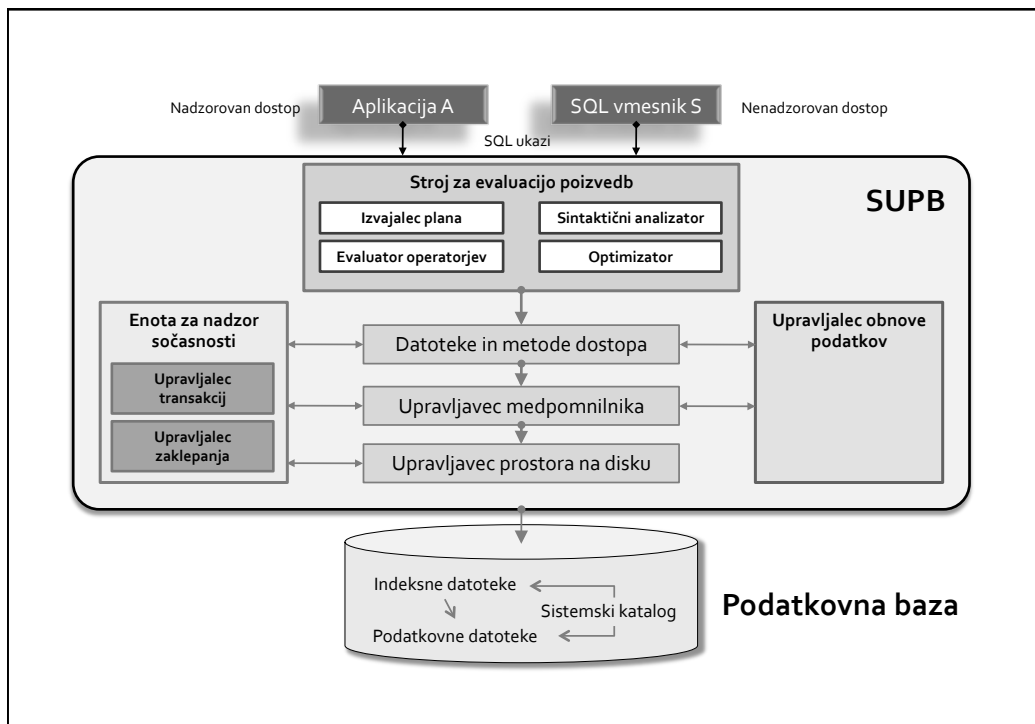 Nadzorovan dostop
Aplikacija A
SQL vmesnik S
Nenadzorovan dostop
SQL ukazi
Stroj za evaluacijo poizvedb
SUPB
Izvajalec plana
Sintaktični analizator
Evaluator operatorjev
Optimizator
Enota za nadzor
sočasnosti
Upravljalec
transakcij
Upravljalec
zaklepanja
Datoteke in metode dostopa
Upravljavec medpomnilnika
Upravljavec prostora na disku
Upravljalec obnove
podatkov
Indeksne datoteke
Sistemski katalog
Podatkovne datoteke
Podatkovna baza